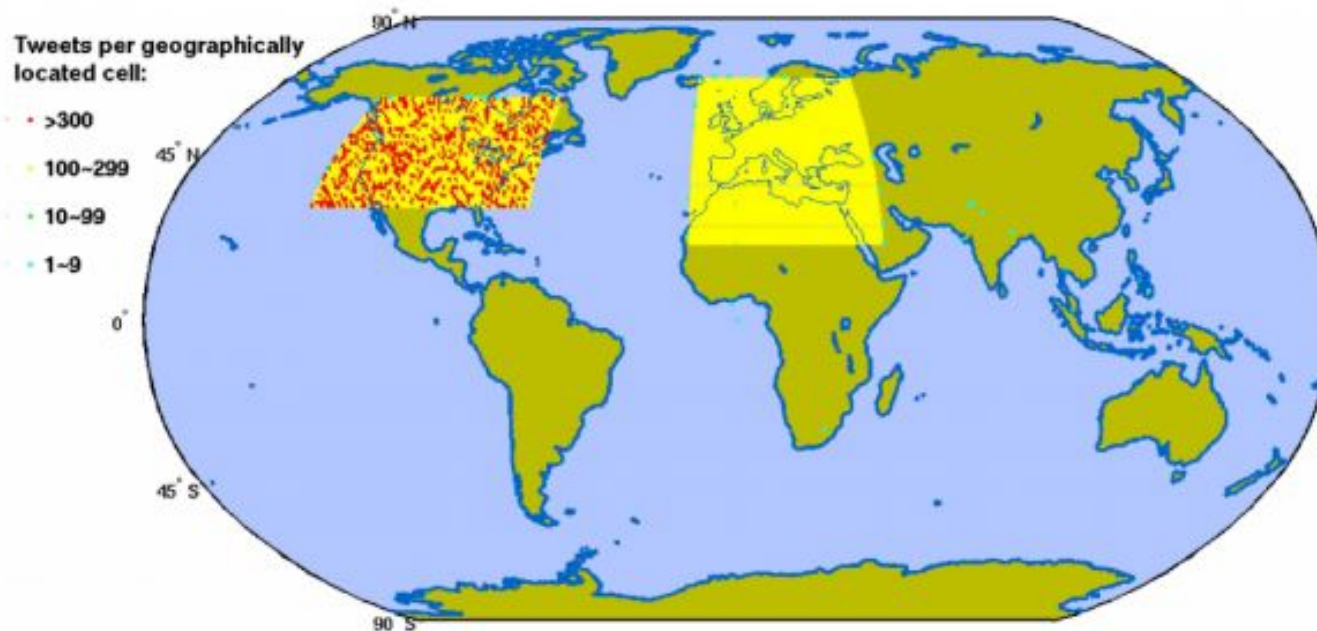 90° N
Tweets per geographically
located cell:
>300
45° N
100~299
10~99
1~9
0°
45° S
90° S